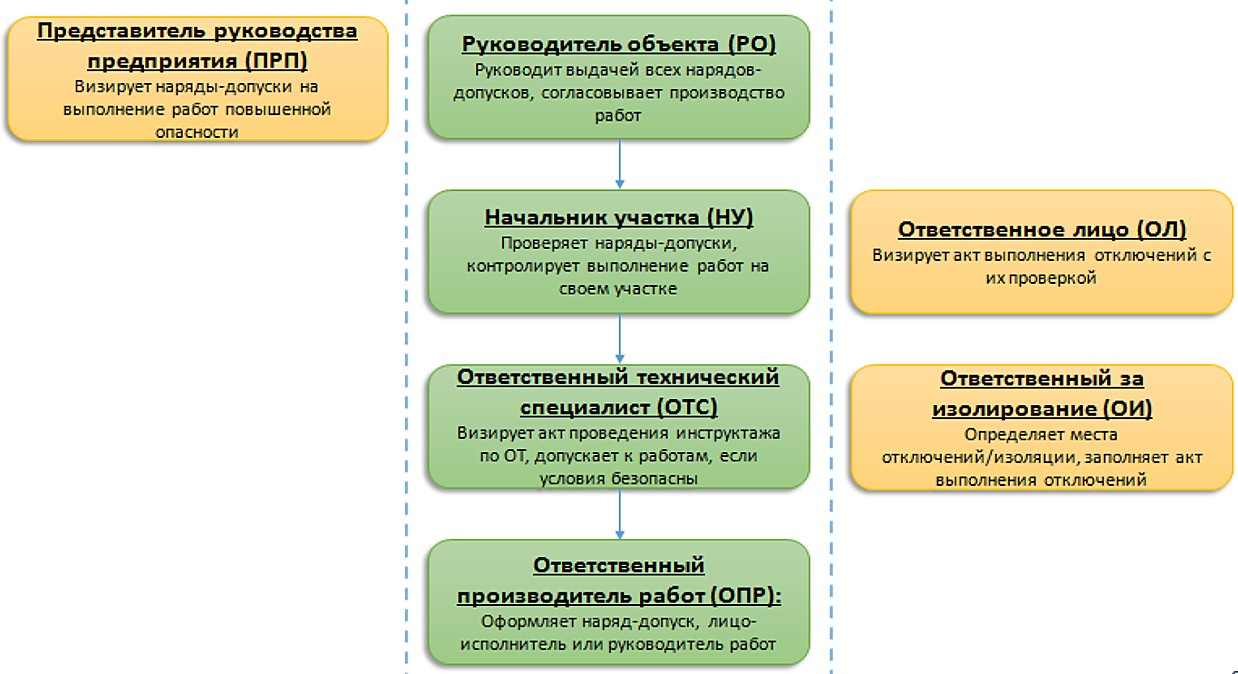 Представитель руководства
предприятия (ПРП)
Визирует наряды-допуски на
выполнение работ повышенной
опасности
Руководитель объекта (РО)
Руководит выдачей всех нарядов-
допусков, согласовывает производство
работ
Начальник участка (НУ)
Проверяет наряды-допуски,
контролирует выполнение работ на
своем участке
Ответственное лицо (ОЛ)
Визирует акт выполнения отключений с
их проверкой
Ответственный технический
специалист (ОТС)
Визирует акт проведения инструктажа
по ОТ, допускает к работам, если
условия безопасны
Ответственный за
изолирование (ОИ)
Определяет места
отключений/изоляции, заполняет акт
выполнения отключений
Ответственный
производитель работ (ОПР):
Оформляет наряд-допуск, лицо-
исполнитель или руководитель работ